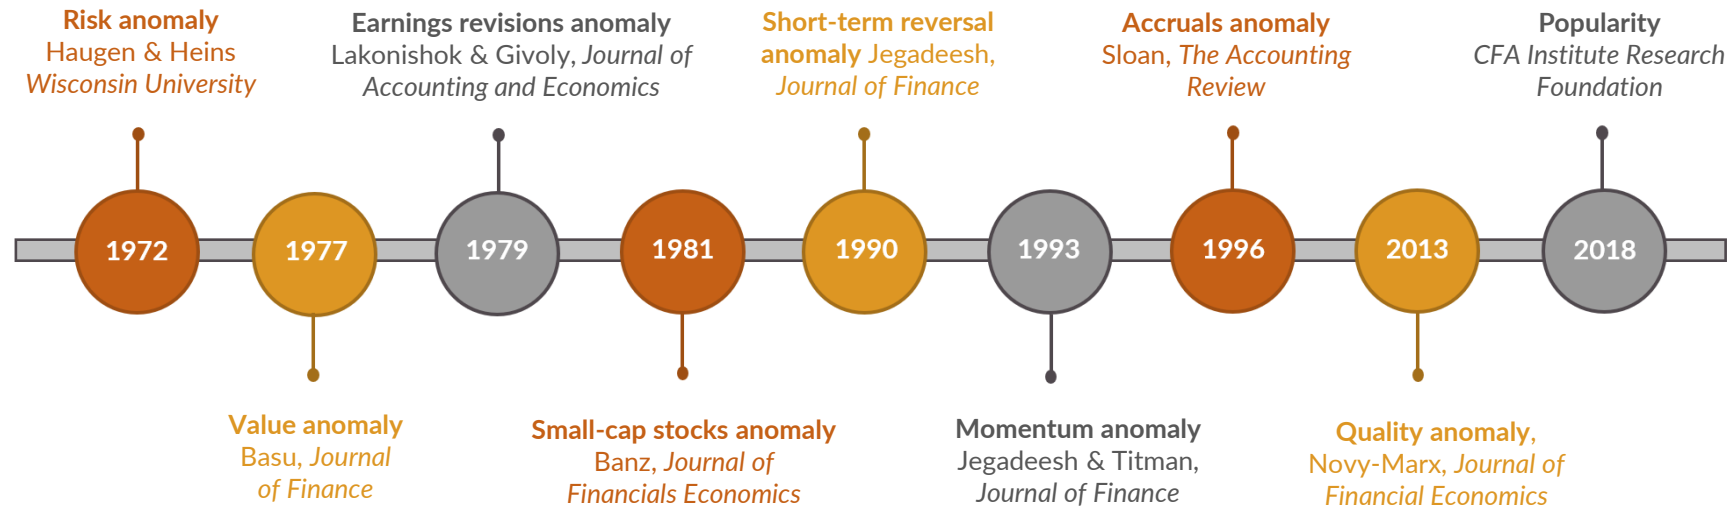 Risk anomaly
Haugen & Heins
Wisconsin University
Earnings revisions anomaly
Lakonishok & Givoly, Journal of
Accounting and Economics
Short-term reversal
anomaly Jegadeesh,
Journal of Finance
Accruals anomaly
Sloan, The Accounting
Review
Popularity
CFA Institute Research
Foundation
1972
1977
1979
1981
1990
1993
1996
2013
2018
Value anomaly
Basu, Journal
of Finance
Small-cap stocks anomaly
Banz, Journal of
Financials Economics
Momentum anomaly
Jegadeesh & Titman,
Journal of Finance
Quality anomaly,
Novy-Marx, Journal of
Financial Economics